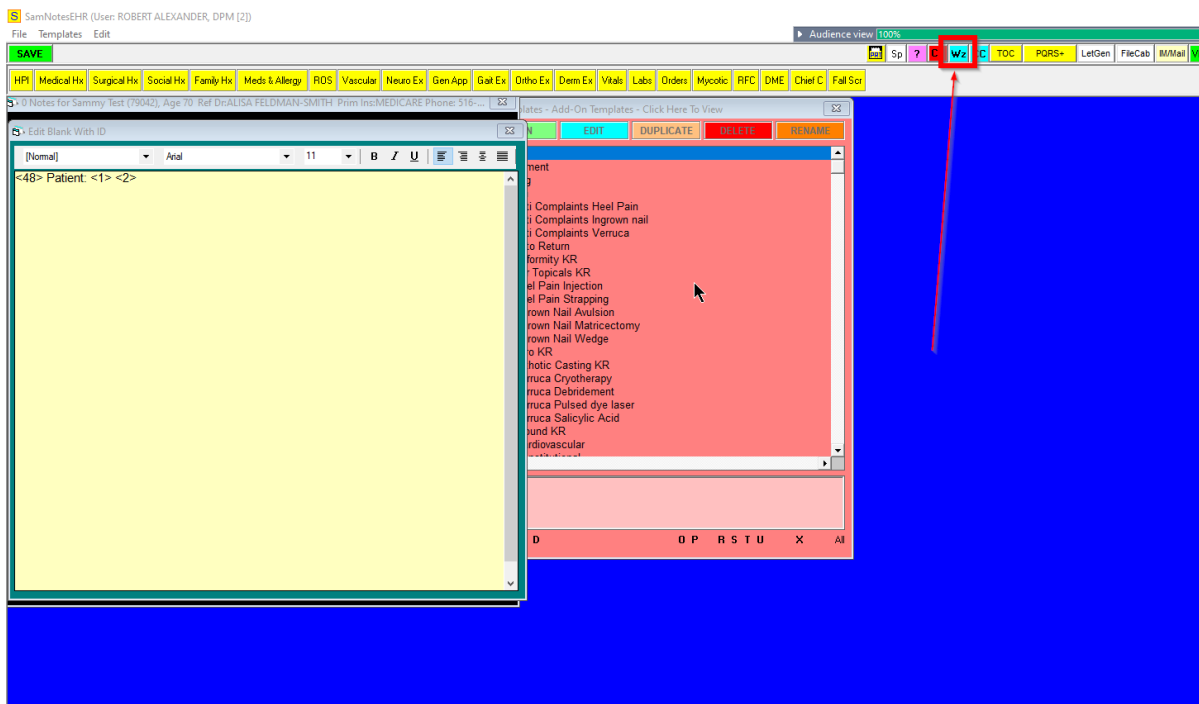 S SamNotesEHR (User: ROBERT ALEXANDER, DPM [2])
File Templates Edit
Audience view 100%
SAVE
Sp ? Wz TOC PQRS+ LetGen FileCab IM/Mail
HPI Medical Hx Surgical Hx Social Hx Family Hx Meds & Allergy ROS Vascular Neuro Ex Gen App Gait Ex Ortho Ex Derm Ex Vitals Labs Orders Mycotic RFC DME Chief C Fall Scr
0 Notes for Sammy Test (79042), Age 70 Ref Dr:ALISA FELDMAN-SMITH Prim Ins:MEDICARE Phone: 516-...
lates - Add-On Templates - Click Here To View
Edit Blank With ID
N EDIT DUPLICATE DELETE RENAME
[Normal] Arial 11 B I U
<48> Patient: <1> <2>
ment
g
ti Complaints Heel Pain
ti Complaints Ingrown nail
ti Complaints Verruca
to Return
formity KR
r Topicals KR
el Pain Injection
el Pain Strapping
rown Nail Avulsion
rown Nail Matricectomy
rown Nail Wedge
ro KR
thotic Casting KR
rruca Cryotherapy
rruca Debridement
rruca Pulsed dye laser
rruca Salicylic Acid
ound KR
rdiovascular
D O P R S T U X All